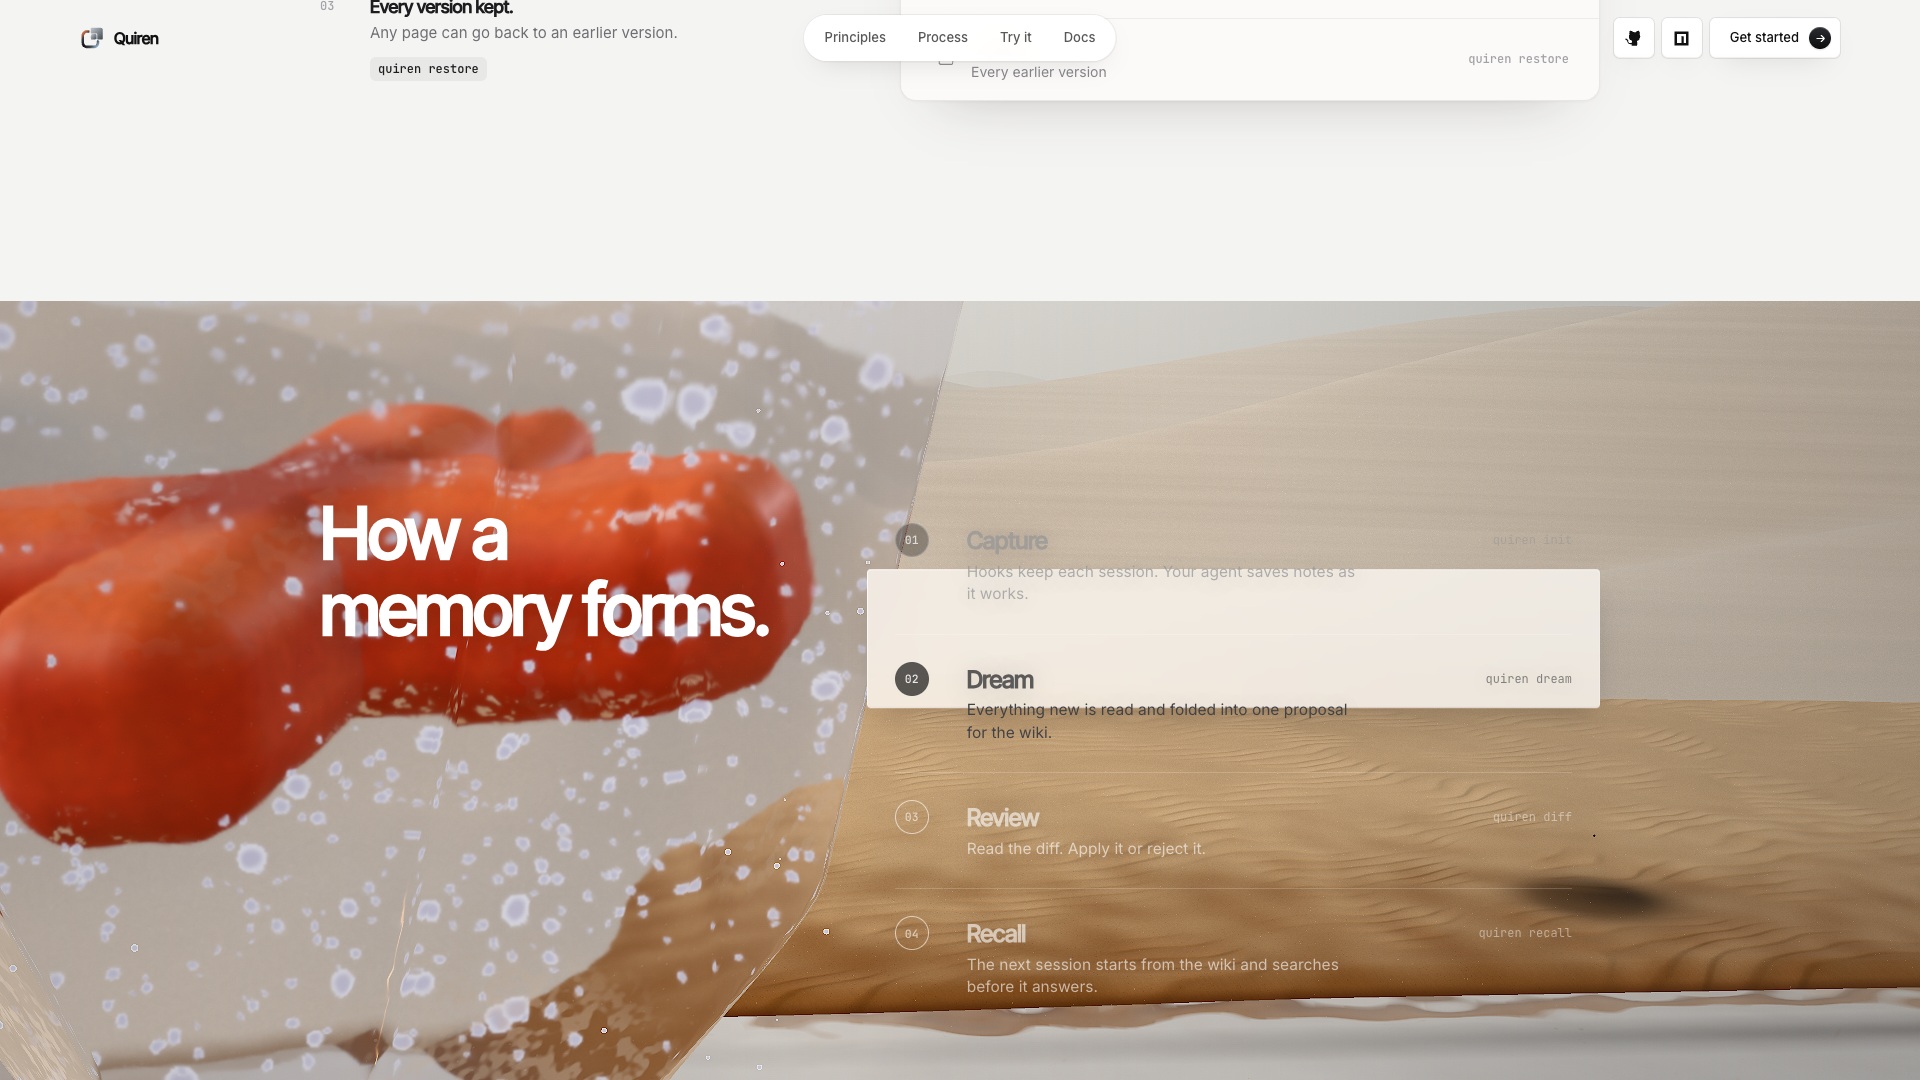 03
Every version kept.
Any page can go back to an earlier version.
quiren restore
Quiren
Principles
Process
Try it
Docs
Every earlier version
quiren restore
Get started
How a
memory forms.
01
Capture
quiren init
Hooks keep each session. Your agent saves notes as
it works.
02
Dream
quiren dream
Everything new is read and folded into one proposal
for the wiki.
03
Review
quiren diff
Read the diff. Apply it or reject it.
04
Recall
quiren recall
The next session starts from the wiki and searches
before it answers.